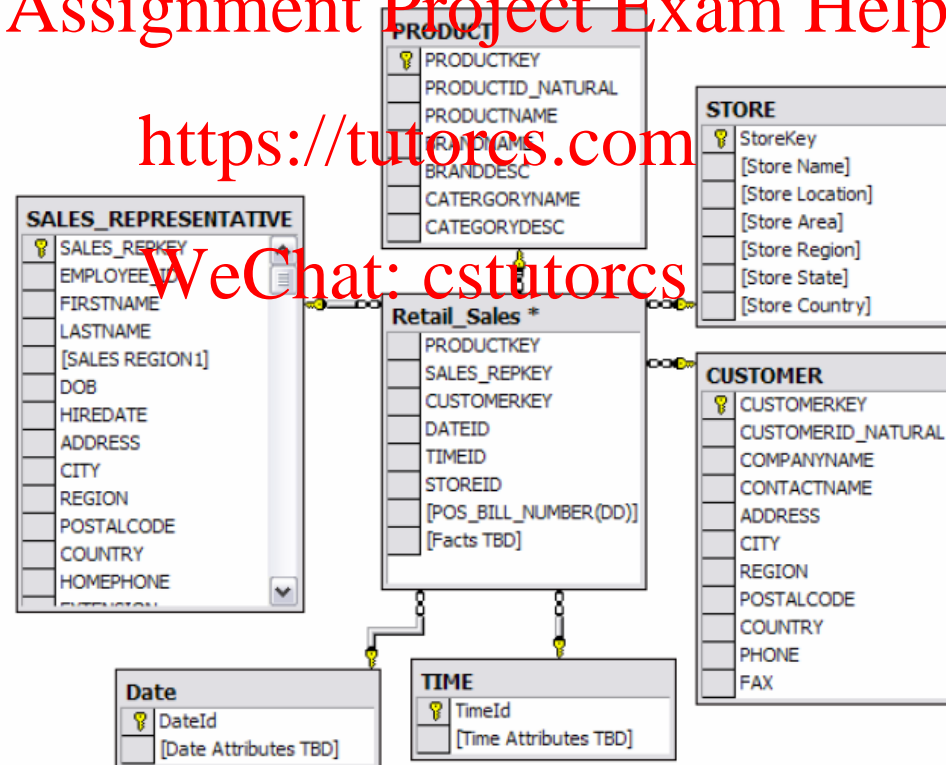 Assignment Project Exam Help
https://tutorcs.com
WeChat: cstutorcs
PRODUCT
PRODUCTKEY
PRODUCTID_NATURAL
PRODUCTNAME
BRANDNAME
BRANDDESC
CATERGORYNAME
CATEGORYDESC
STORE
StoreKey
[Store Name]
[Store Location]
[Store Area]
[Store Region]
[Store State]
[Store Country]
SALES_REPRESENTATIVE
SALES_REPKEY
EMPLOYEE_ID
FIRSTNAME
LASTNAME
[SALES REGION1]
DOB
HIREDATE
ADDRESS
CITY
REGION
POSTALCODE
COUNTRY
HOMEPHONE
Retail_Sales *
PRODUCTKEY
SALES_REPKEY
CUSTOMERKEY
DATEID
TIMEID
STOREID
[POS_BILL_NUMBER(DD)]
[Facts TBD]
CUSTOMER
CUSTOMERKEY
CUSTOMERID_NATURAL
COMPANYNAME
CONTACTNAME
ADDRESS
CITY
REGION
POSTALCODE
COUNTRY
PHONE
FAX
Date
DateId
[Date Attributes TBD]
TIME
TimeId
[Time Attributes TBD]